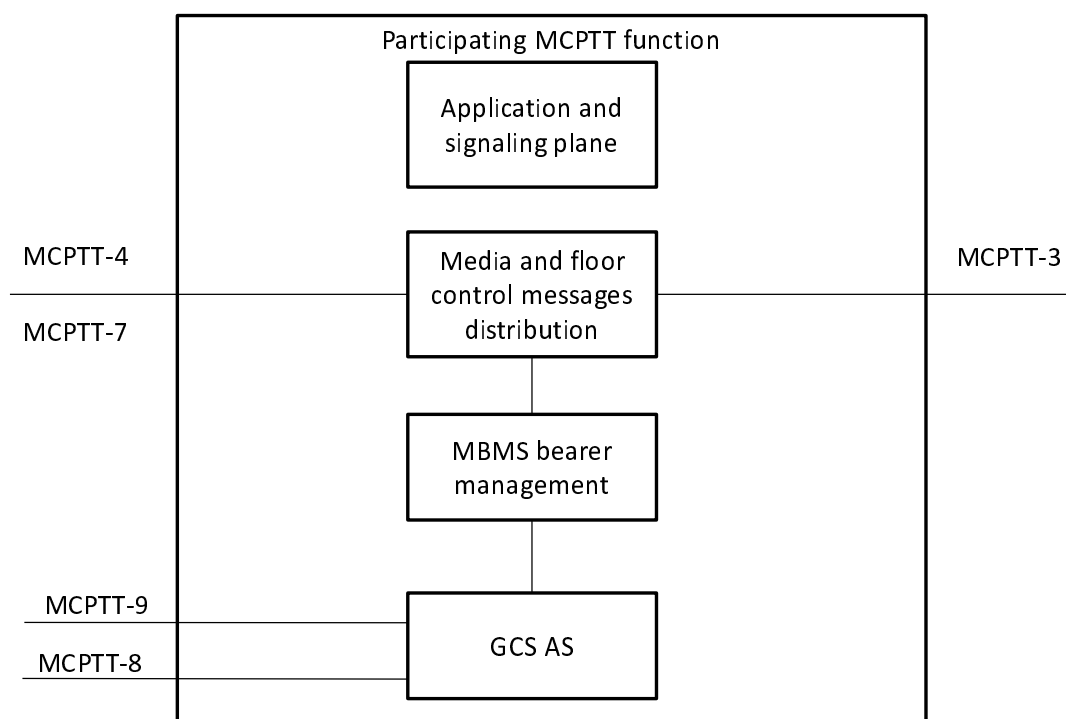 Participating MCPTT function
Application and
signaling plane
MCPTT-4
MCPTT-3
Media and floor
control messages
distribution
MCPTT-7
MBMS bearer
management
MCPTT-9
GCS AS
MCPTT-8